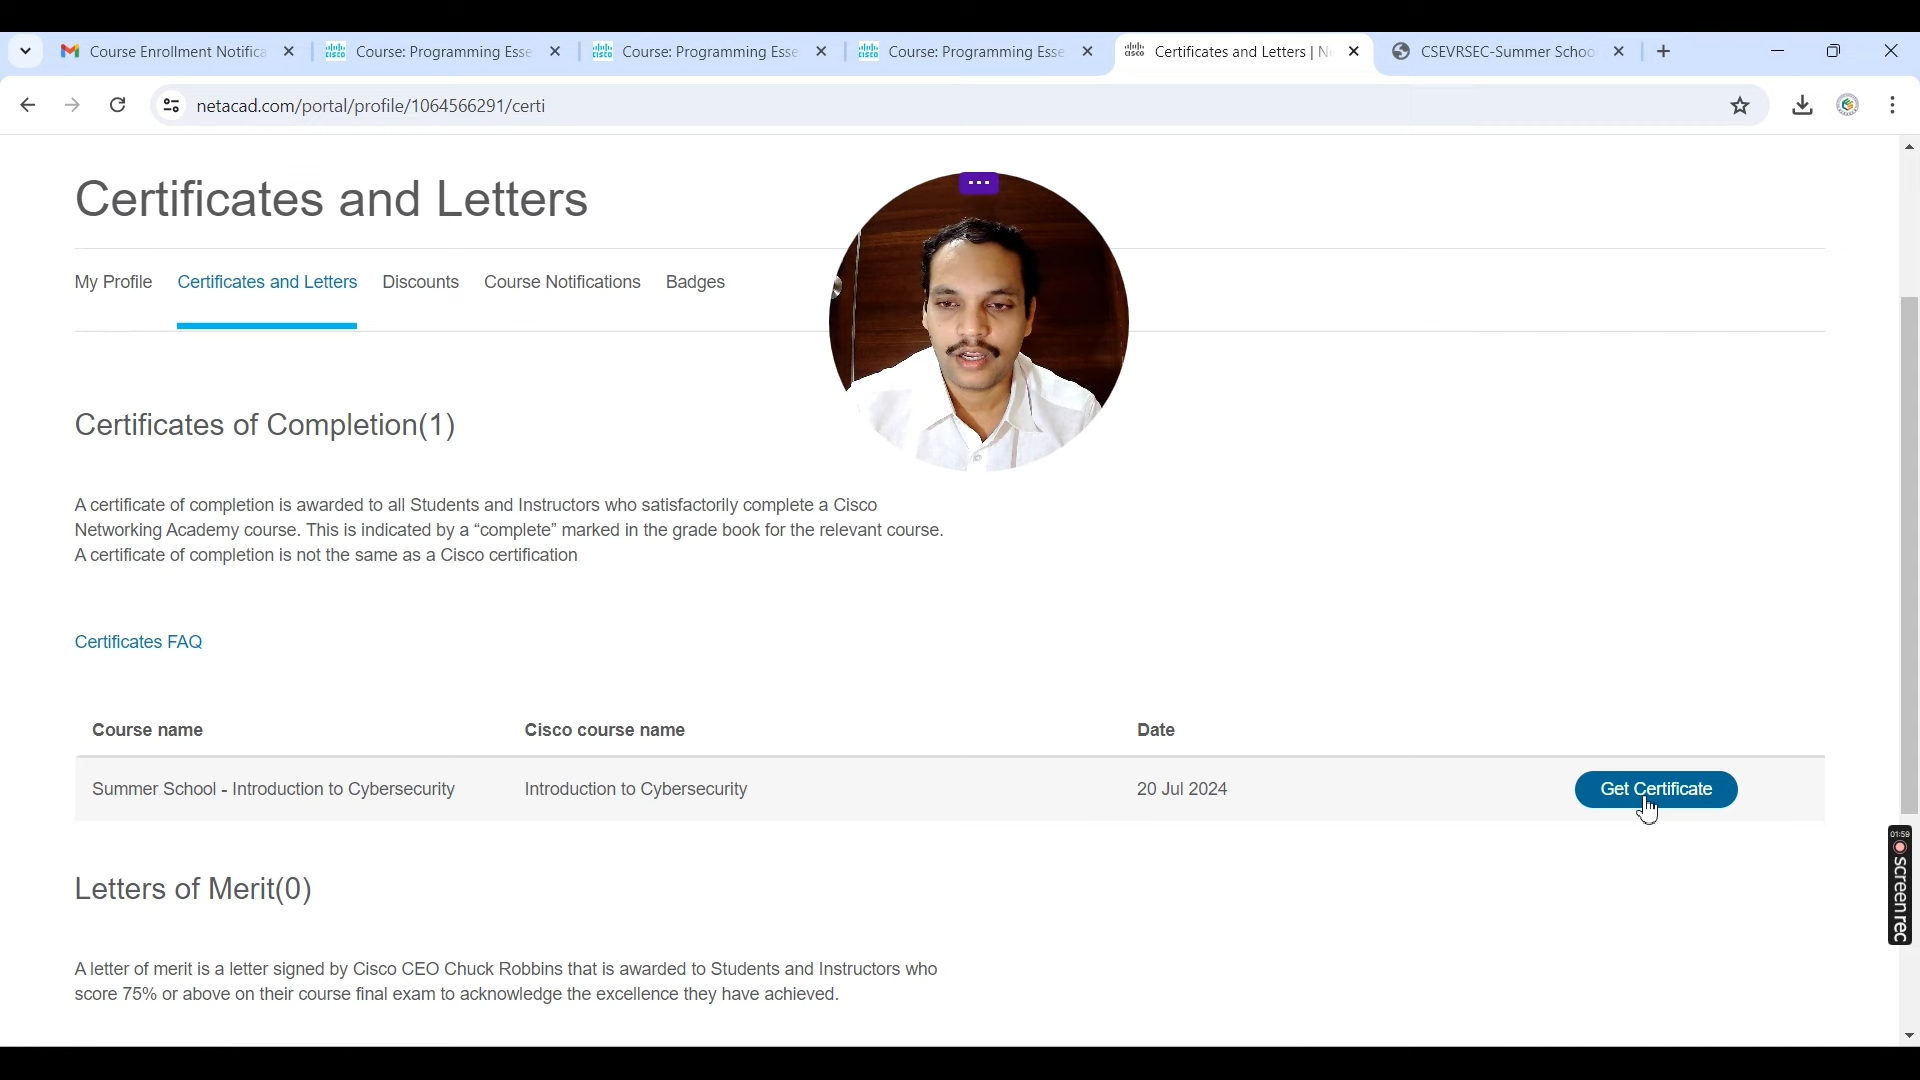 Course Enrollment Notifica
Course: Programming Esse
Course: Programming Esse
Course: Programming Esse
Certificates and Letters | N
CSEVRSEC-Summer Schoo
netacad.com/portal/profile/1064566291/certi
Certificates and Letters
My Profile
Certificates and Letters
Discounts
Course Notifications
Badges
Certificates of Completion(1)
A certificate of completion is awarded to all Students and Instructors who satisfactorily complete a Cisco
Networking Academy course. This is indicated by a “complete” marked in the grade book for the relevant course.
A certificate of completion is not the same as a Cisco certification
Certificates FAQ
Course name Cisco course name Date
Summer School - Introduction to Cybersecurity Introduction to Cybersecurity 20 Jul 2024 Get Certificate
01:59
screenrec
Letters of Merit(0)
A letter of merit is a letter signed by Cisco CEO Chuck Robbins that is awarded to Students and Instructors who
score 75% or above on their course final exam to acknowledge the excellence they have achieved.